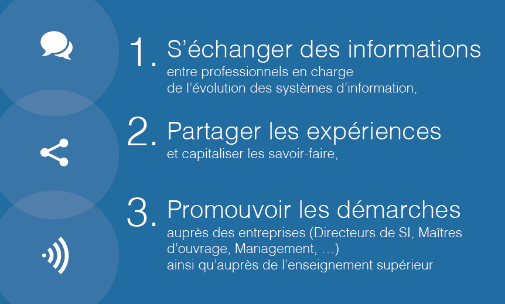 1. S'échanger des informations
entre professionnels en charge
de l'évolution des systèmes d'information,
2. Partager les expériences
et capitaliser les savoir-faire,
3. Promouvoir les démarches
auprès des entreprises (Directeurs de SI, Maîtres
d'ouvrage, Management, ...)
ainsi qu'auprès de l'enseignement supérieur